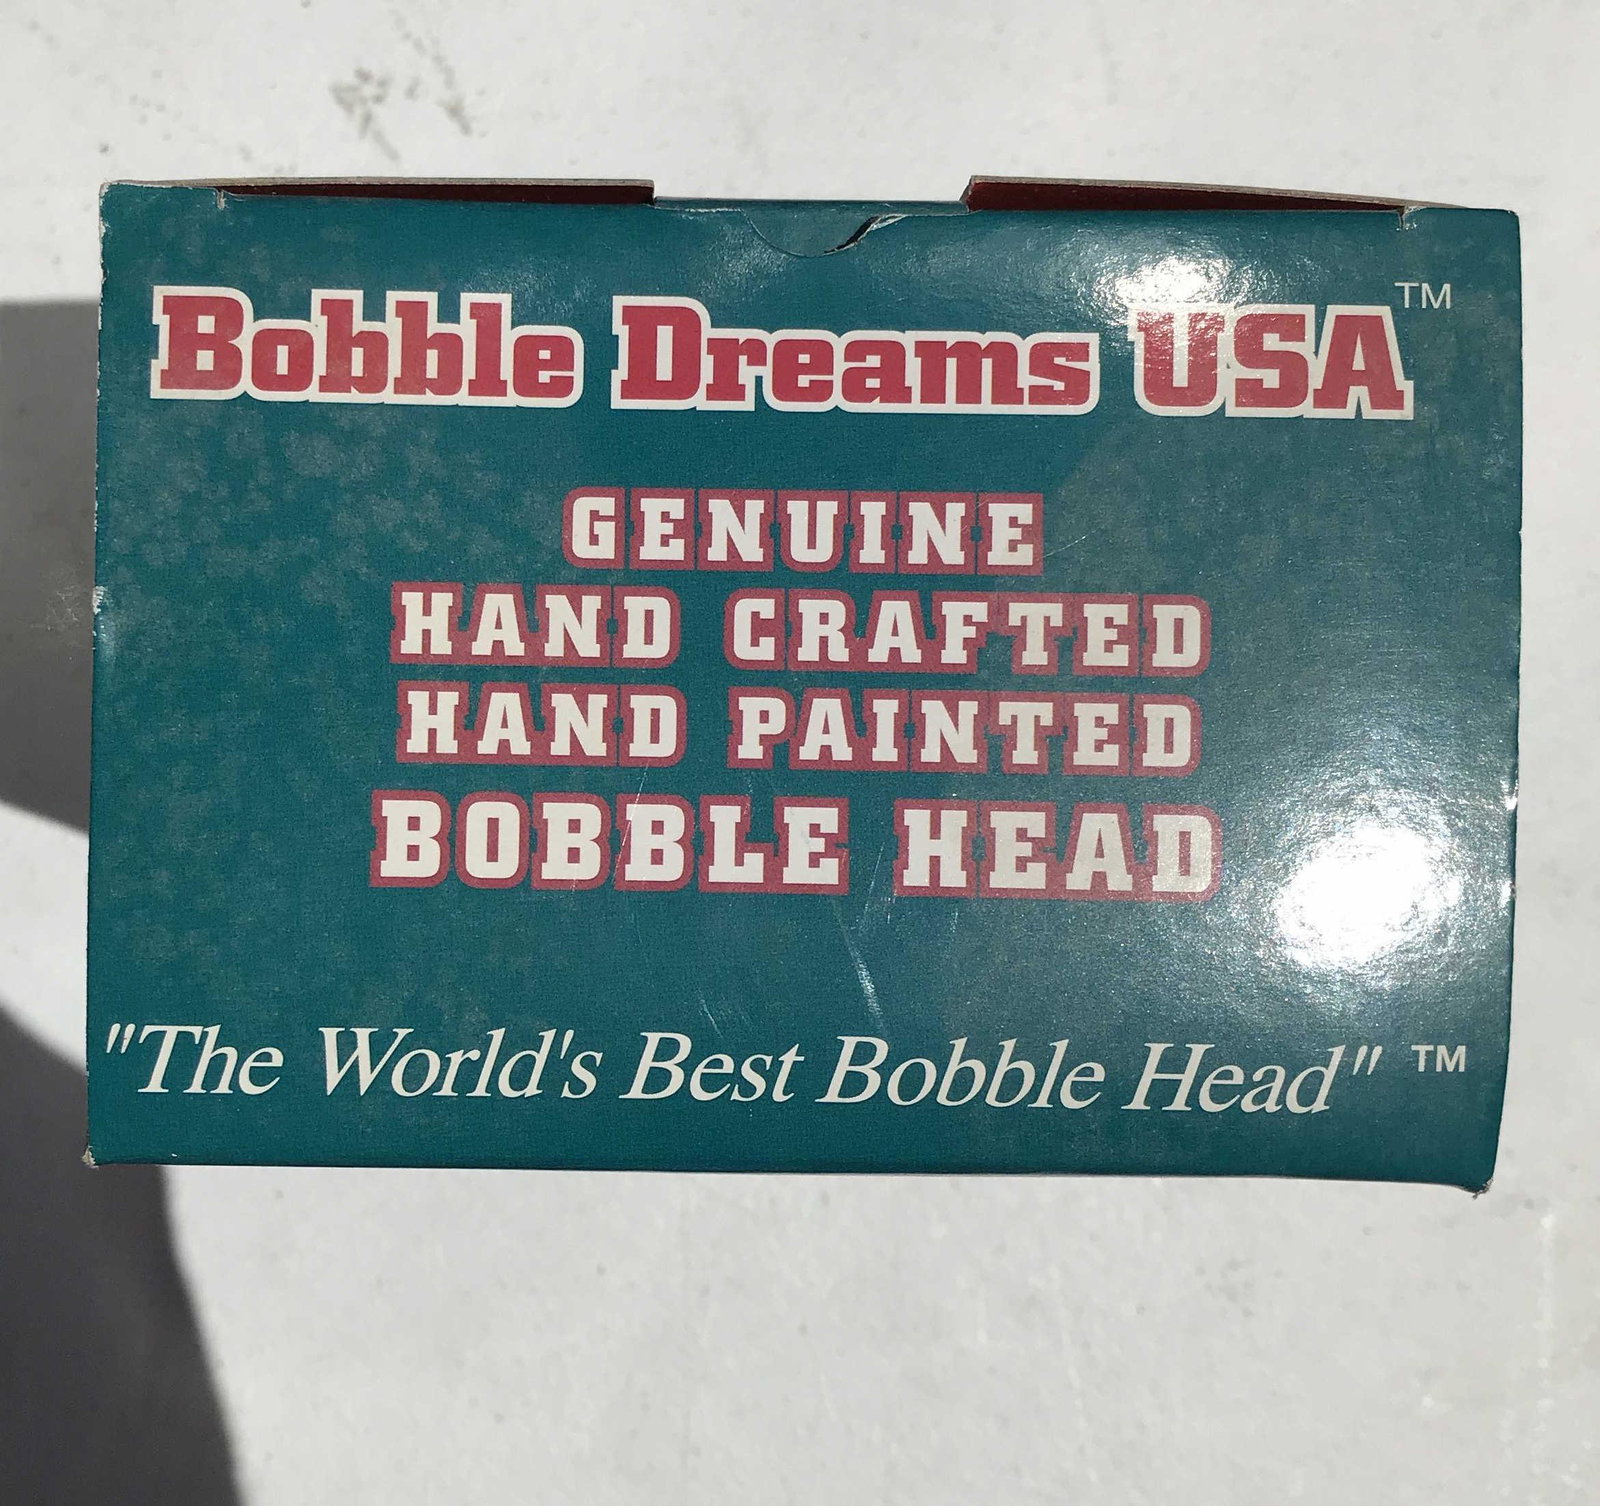 Bobble Dreams USA™
GENUINE
HAND CRAFTED
HAND PAINTED
BOBBLE HEAD
"The World's Best Bobble Head" ™